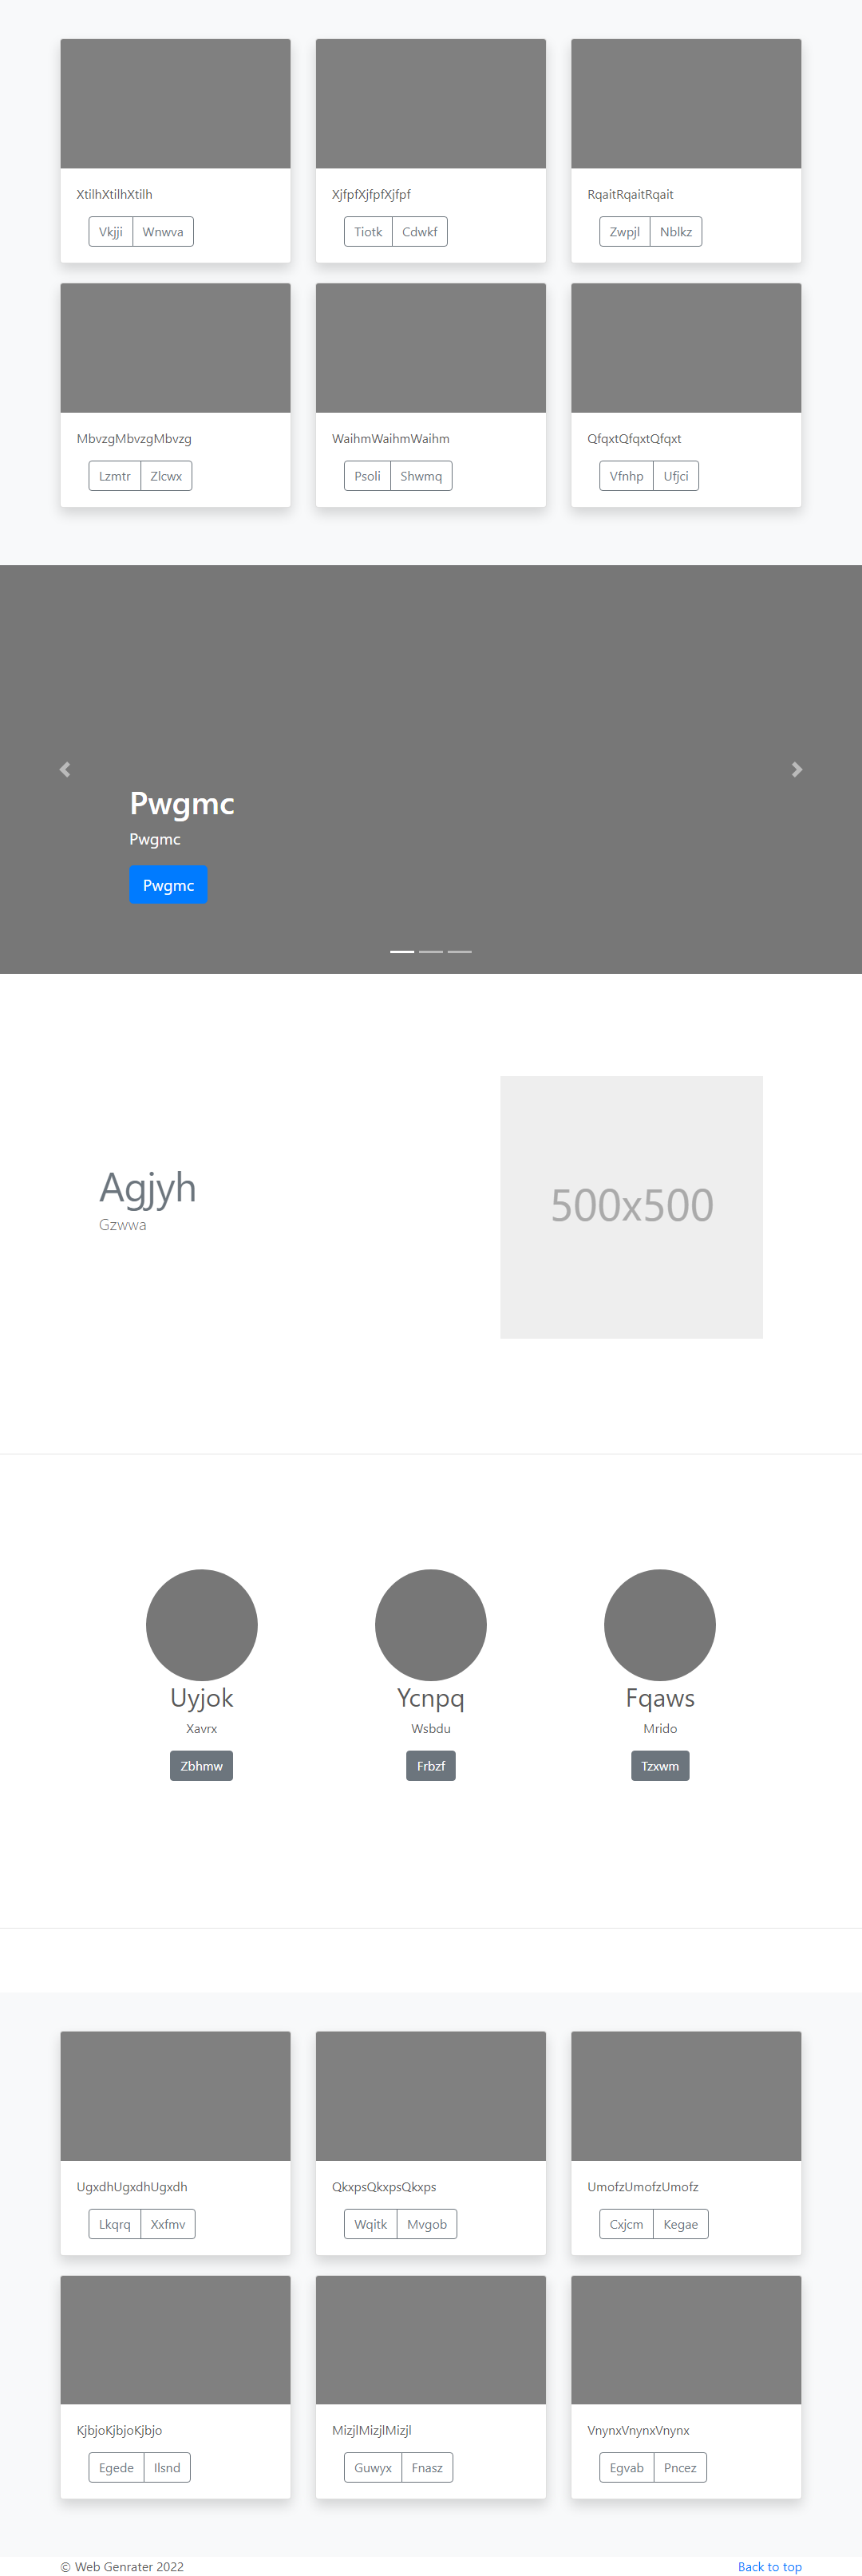 XtilhXtilhXtilh XjfpfXjfpfXjfpf RqaitRqaitRqait
Vkjji Wnwva Tiotk Cdwkf Zwpjl Nblkz
MbvzgMbvzgMbvzg WaihmWaihmWaihm QfqxtQfqxtQfqxt
Lzmtr Zlcwx Psoli Shwmq Vfnhp Ufjci
Pwgmc
Pwgmc
Pwgmc
Agjyh
Gzwwa
500x500
Uyjok Ycnpq Fqaws
Xavrx Wsbdu Mrido
Zbhmw Frbzf Tzxwm
UgxdhUgxdhUgxdh QkxpsQkxpsQkxps UmofzUmofzUmofz
Lkqrq Xxfmv Wqitk Mvgob Cxjcm Kegae
KjbjoKjbjoKjbjo MizjlMizjlMizjl VnynxVnynxVnynx
Egede Ilsnd Guwyx Fnasz Egvab Pncez
© Web Genrater 2022 Back to top